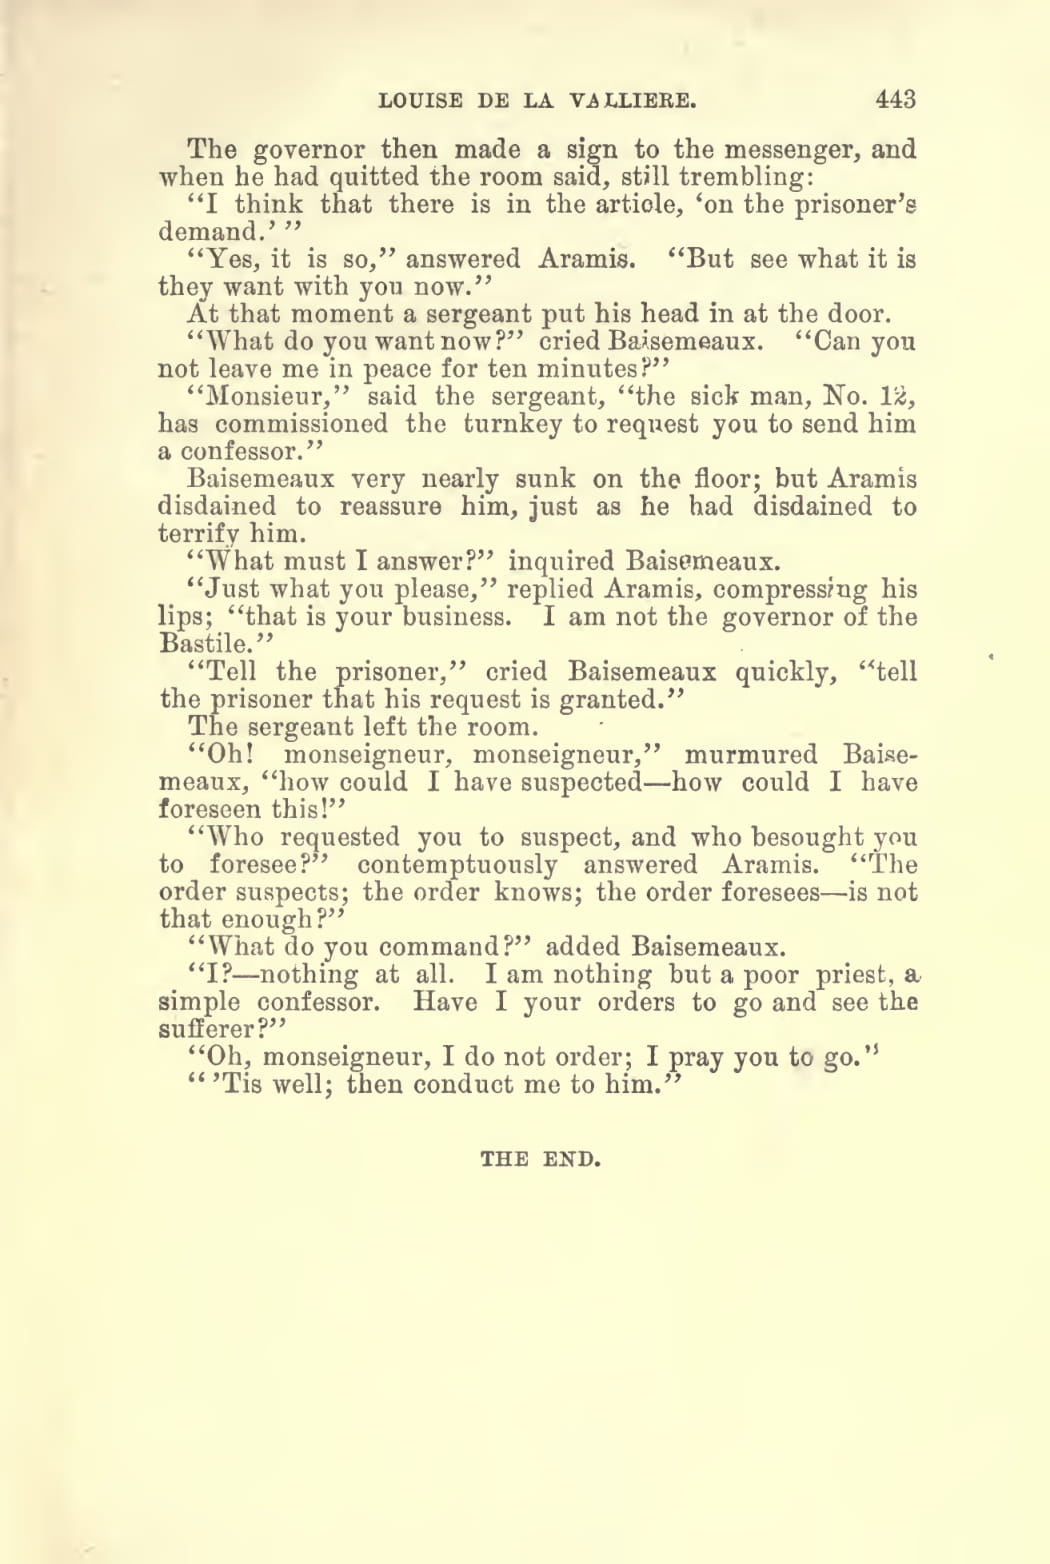 LOUISE DE LA VALLIERE. 443
The governor then made a sign to the messenger, and
when he had quitted the room said, still trembling:
“I think that there is in the article, ‘on the prisoner’s
demand.’ ”
“Yes, it is so,” answered Aramis. “But see what it is
they want with you now.”
At that moment a sergeant put his head in at the door.
“What do you want now?” cried Baisemeaux. “Can you
not leave me in peace for ten minutes?”
“Monsieur,” said the sergeant, “the sick man, No. 12,
has commissioned the turnkey to request you to send him
a confessor.”
Baisemeaux very nearly sunk on the floor; but Aramis
disdained to reassure him, just as he had disdained to
terrify him.
“What must I answer?” inquired Baisemeaux.
“Just what you please,” replied Aramis, compressing his
lips; “that is your business. I am not the governor of the
Bastile.”
“Tell the prisoner,” cried Baisemeaux quickly, “tell
the prisoner that his request is granted.”
The sergeant left the room.
“Oh! monseigneur, monseigneur,” murmured Baise-
meaux, “how could I have suspected—how could I have
foreseen this!”
“Who requested you to suspect, and who besought you
to foresee?” contemptuously answered Aramis. “The
order suspects; the order knows; the order foresees—is not
that enough?”
“What do you command?” added Baisemeaux.
“I?—nothing at all. I am nothing but a poor priest, a
simple confessor. Have I your orders to go and see the
sufferer?”
“Oh, monseigneur, I do not order; I pray you to go.”
“ ’Tis well; then conduct me to him.”
THE END.